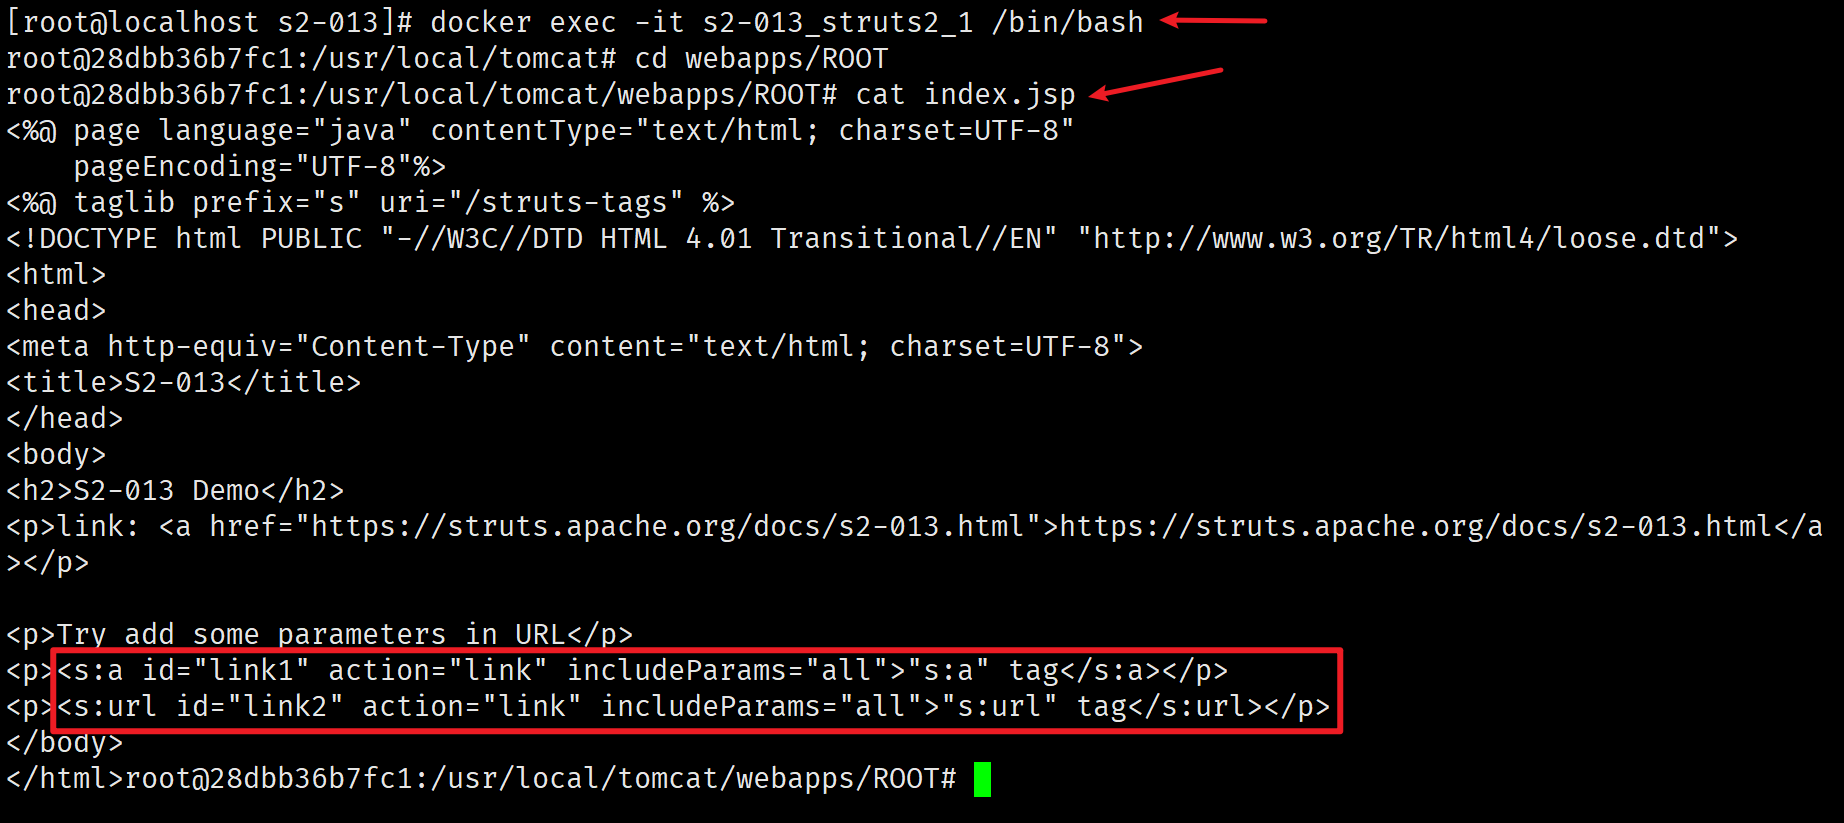 [root@localhost s2-013]# docker exec -it s2-013_struts2_1 /bin/bash
root@28dbb36b7fc1:/usr/local/tomcat# cd webapps/ROOT
root@28dbb36b7fc1:/usr/local/tomcat/webapps/ROOT# cat index.jsp
<%@ page language="java" contentType="text/html; charset=UTF-8"
    pageEncoding="UTF-8"%>
<%@ taglib prefix="s" uri="/struts-tags" %>
<!DOCTYPE html PUBLIC "-//W3C//DTD HTML 4.01 Transitional//EN" "http://www.w3.org/TR/html4/loose.dtd">
<html>
<head>
<meta http-equiv="Content-Type" content="text/html; charset=UTF-8">
<title>S2-013</title>
</head>
<body>
<h2>S2-013 Demo</h2>
<p>link: <a href="https://struts.apache.org/docs/s2-013.html">https://struts.apache.org/docs/s2-013.html</a
></p>
<p>Try add some parameters in URL</p>
<p><s:a id="link1" action="link" includeParams="all">"s:a" tag</s:a></p>
<p><s:url id="link2" action="link" includeParams="all">"s:url" tag</s:url></p>
</body>
</html>root@28dbb36b7fc1:/usr/local/tomcat/webapps/ROOT#